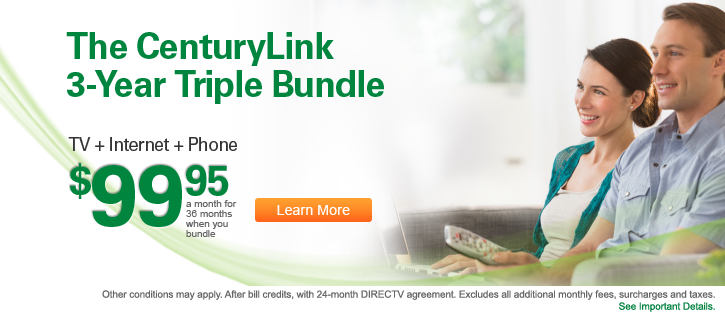 The CenturyLink
3-Year Triple Bundle
TV + Internet + Phone
$99.95
a month for
36 months
when you
bundle
Learn More
Other conditions may apply. After bill credits, with 24-month DIRECTV agreement. Excludes all additional monthly fees, surcharges and taxes.
See Important Details.